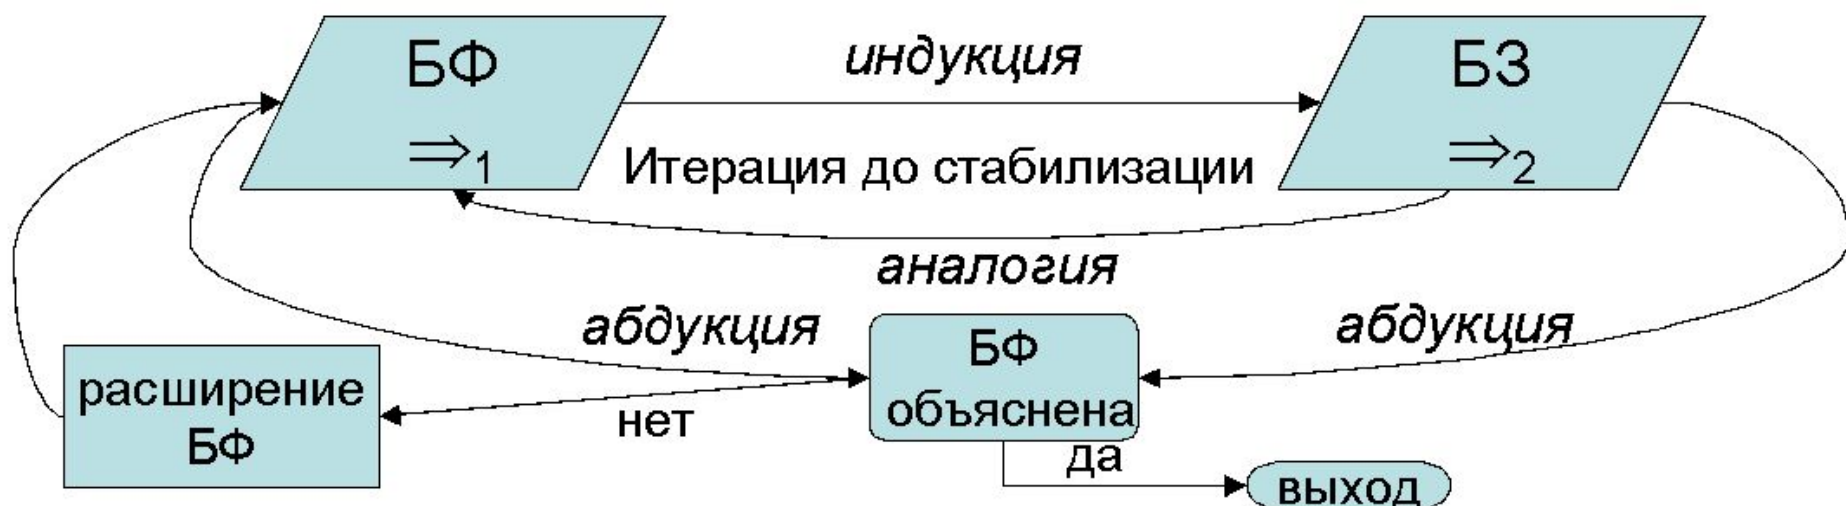 БФ
⇒1
индукция
БЗ
⇒2
Итерация до стабилизации
аналогия
абдукция
абдукция
БФ
объяснена
расширение
БФ
нет
да
выход